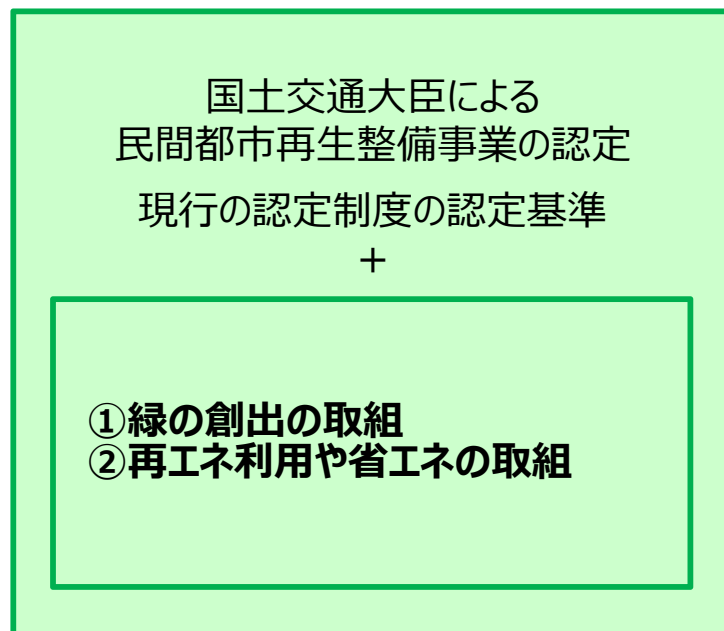 国土交通大臣による
民間都市再生整備事業の認定
現行の認定制度の認定基準
+
①緑の創出の取組
②再エネ利用や省エネの取組